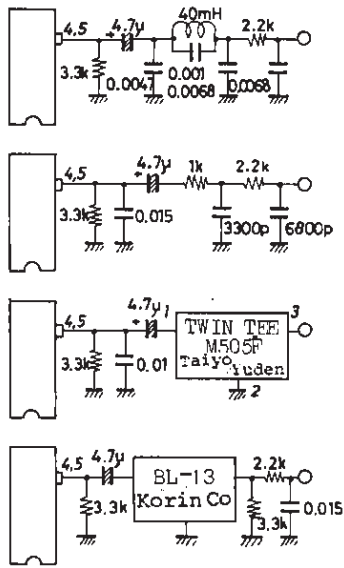 40mH
4,5
4.7μ
2.2k
3.3k
0.0047
0.001
0.0068
0.0068
4.7μ
4,5
1k
2.2k
3.3k
0.015
3300p
6800p
4.7μ
1
3
4,5
TWIN TEE
M505F
Taiyo
Yuden
3.3k
0.01
2
4.7μ
4,5
BL-13
Korin Co
2.2k
3.3k
3.3k
0.015